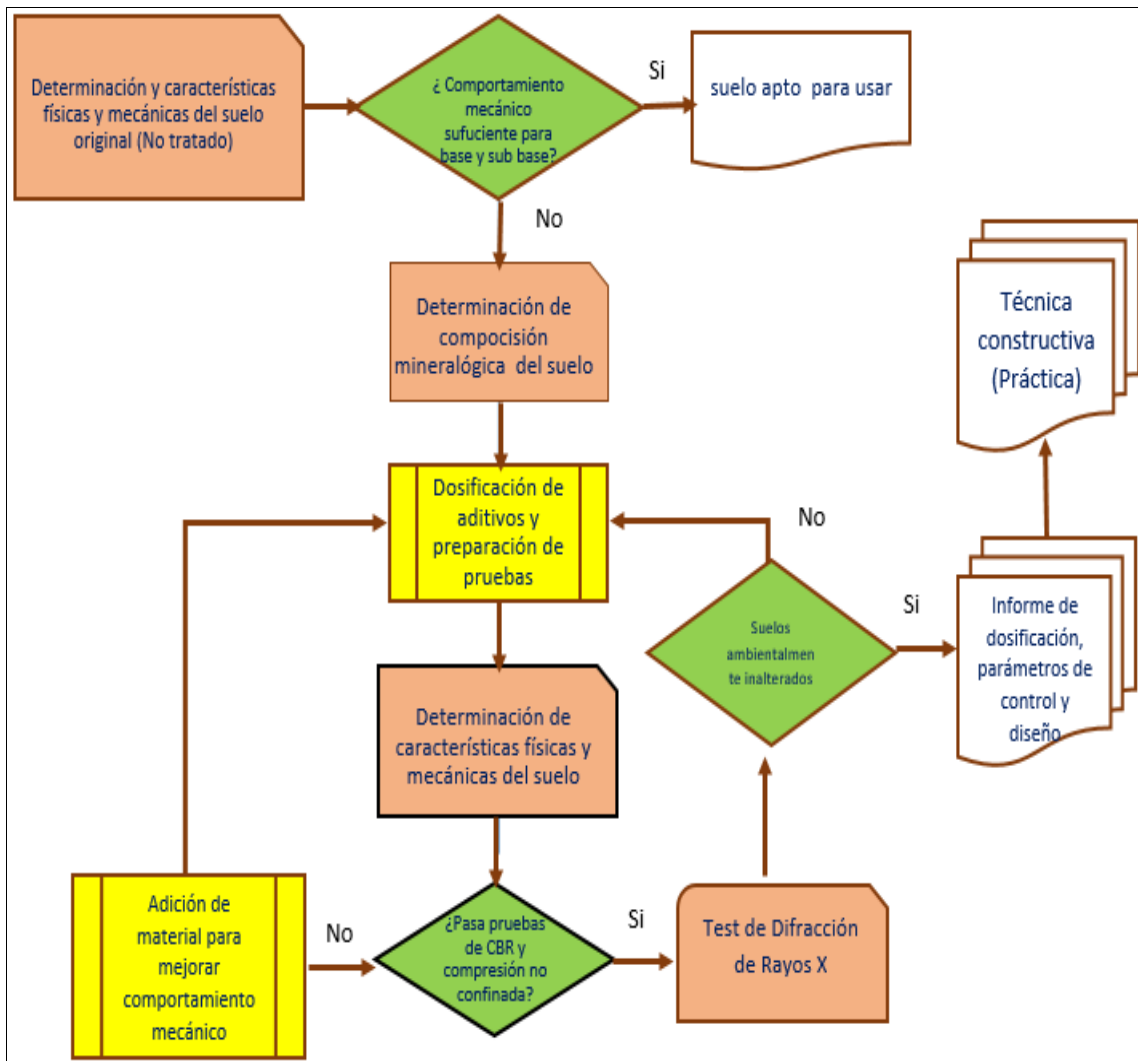 Determinación y características
físicas y mecánicas del suelo
original (No tratado)
¿ Comportamiento
mecánico
sufuciente para
base y sub base?
Si
suelo apto para usar
No
Determinación de
compocisión
mineralógica del suelo
Dosificación de
aditivos y
preparación de
pruebas
Determinación de
características físicas y
mecánicas del suelo
¿Pasa pruebas
de CBR y
compresión no
confinada?
No
Adición de
material para
mejorar
comportamiento
mecánico
Si
Test de Difracción
de Rayos X
Suelos
ambientalmen
te inalterados
No
Si
Informe de
dosificación,
parámetros de
control y
diseño
Técnica
constructiva
(Práctica)